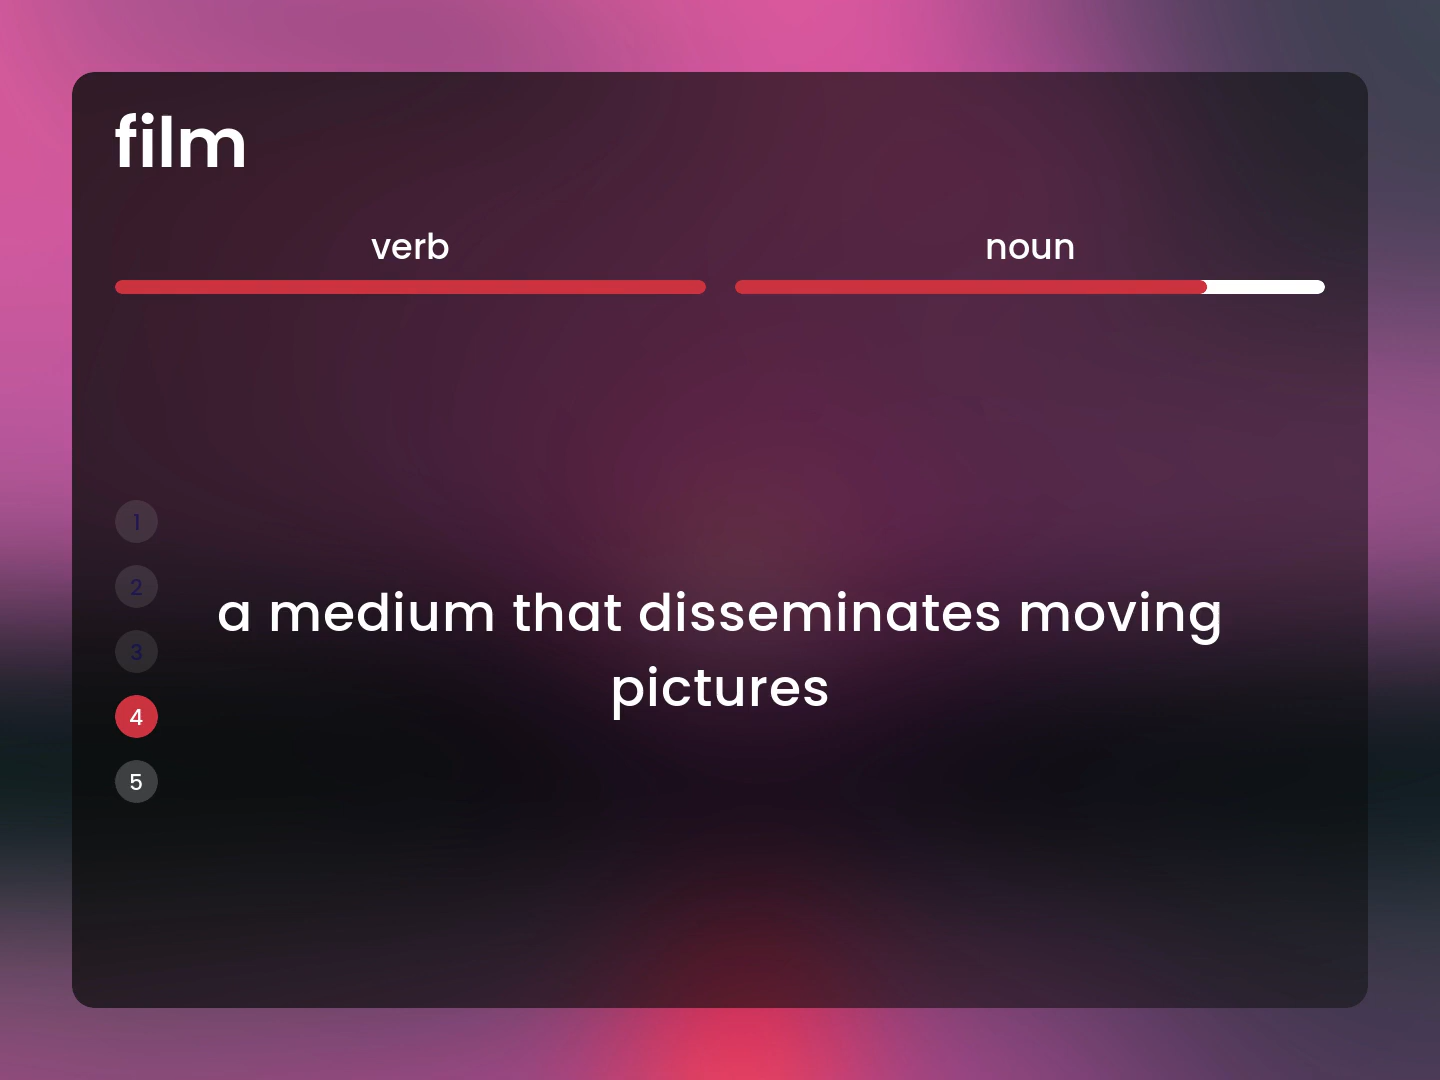 film
verb
noun
1
2
3
4
5
a medium that disseminates moving
pictures